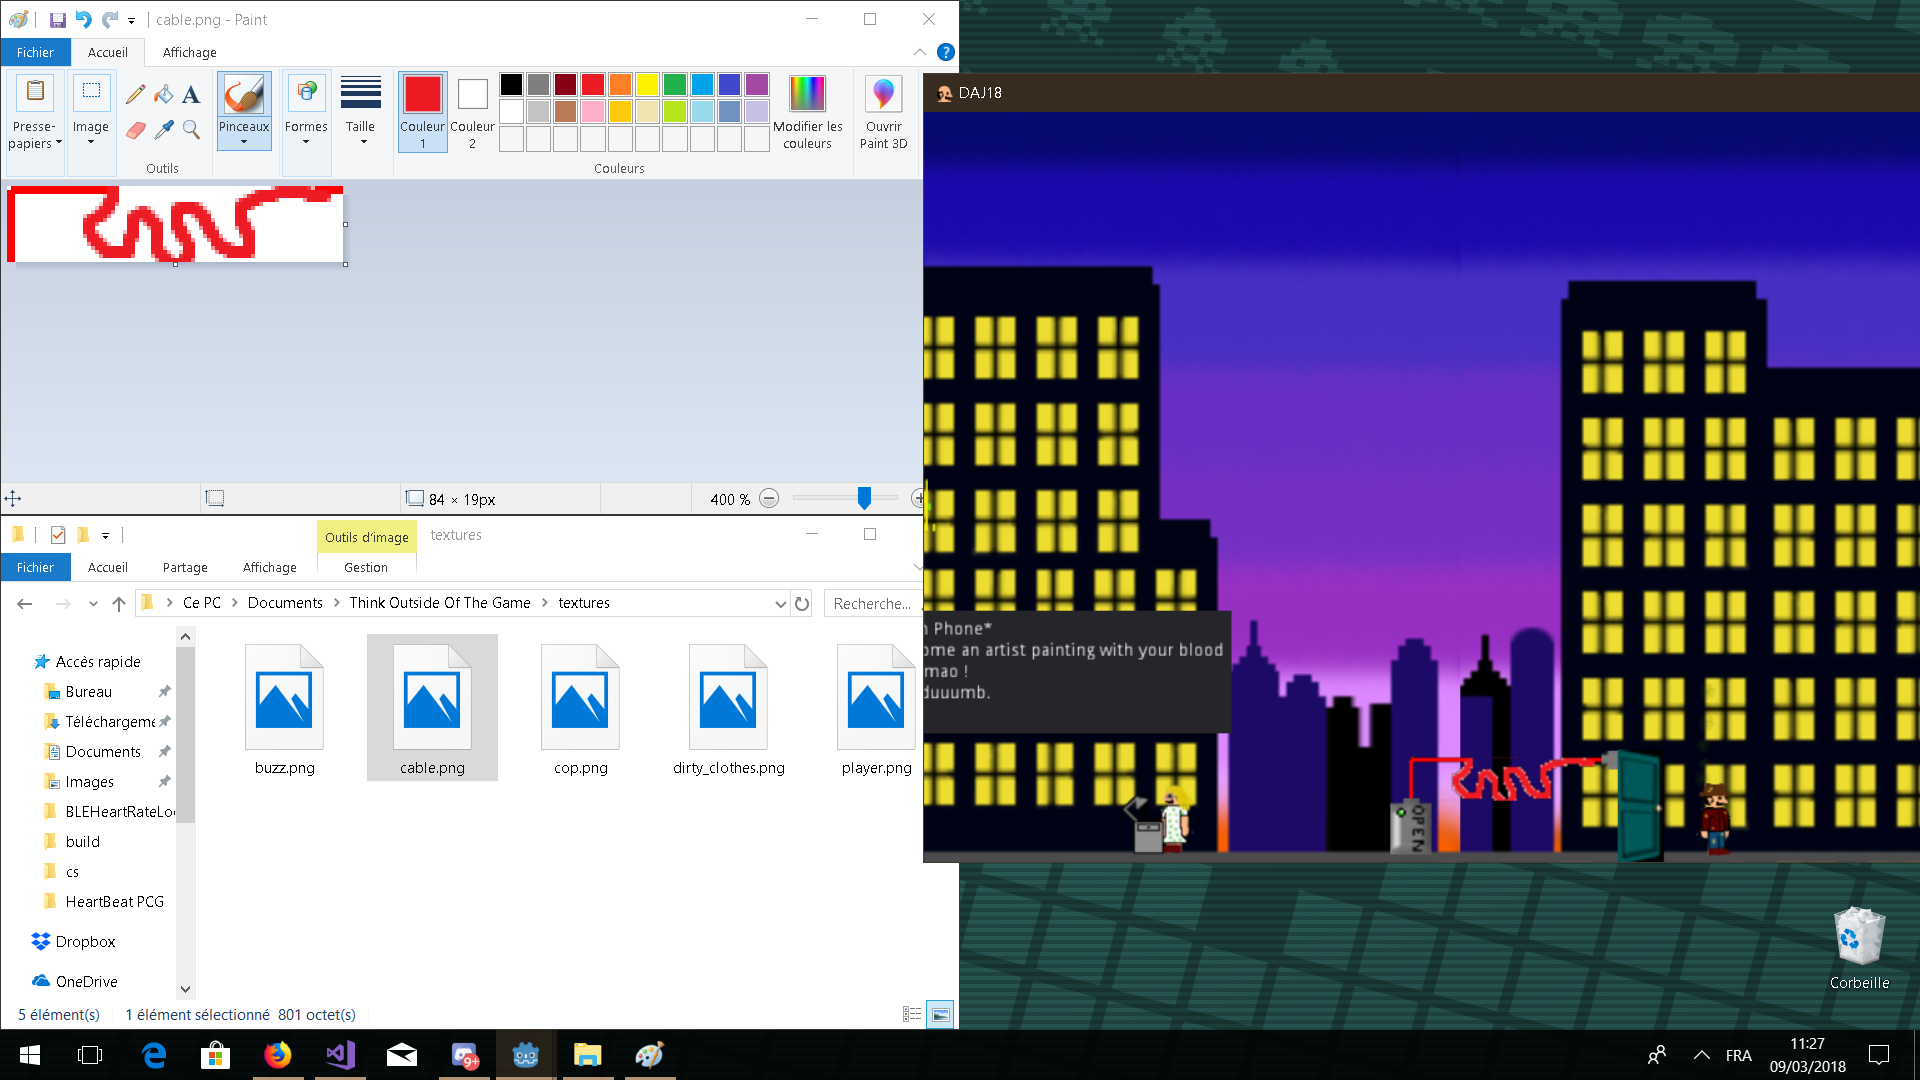 cable.png - Paint
Fichier
Accueil
Affichage
Presse-
papiers
Image
Outils
Pinceaux
Formes
Taille
Couleur
1
Couleur
2
Couleurs
Modifier les
couleurs
Ouvrir
Paint 3D
84 × 19px
400 %
Outils d'image
textures
Fichier
Accueil
Partage
Affichage
Gestion
Ce PC
Documents
Think Outside Of The Game
textures
Recherche...
Accès rapide
Bureau
Téléchargeme
Documents
Images
BLEHeartRateLo
build
cs
HeartBeat PCG
Dropbox
OneDrive
buzz.png
cable.png
cop.png
dirty_clothes.png
player.png
5 élément(s)
1 élément sélectionné 801 octet(s)
DAJ18
n Phone*
ome an artist painting with your blood
mao !
duuumb.
OPEN
Corbeille
9+
FRA
11:27
09/03/2018